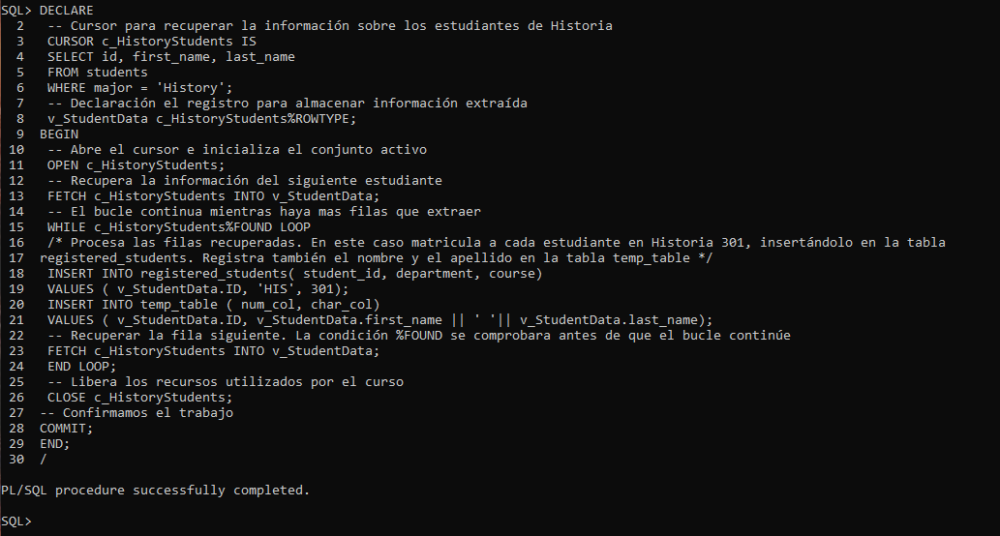 SQL> DECLARE
  2   -- Cursor para recuperar la información sobre los estudiantes de Historia
  3   CURSOR c_HistoryStudents IS
  4   SELECT id, first_name, last_name
  5   FROM students
  6   WHERE major = 'History';
  7   -- Declaración el registro para almacenar información extraída
  8   v_StudentData c_HistoryStudents%ROWTYPE;
  9  BEGIN
 10   -- Abre el cursor e inicializa el conjunto activo
 11   OPEN c_HistoryStudents;
 12   -- Recupera la información del siguiente estudiante
 13   FETCH c_HistoryStudents INTO v_StudentData;
 14   -- El bucle continua mientras haya mas filas que extraer
 15   WHILE c_HistoryStudents%FOUND LOOP
 16   /* Procesa las filas recuperadas. En este caso matricula a cada estudiante en Historia 301, insertándolo en la tabla
 17  registered_students. Registra también el nombre y el apellido en la tabla temp_table */
 18   INSERT INTO registered_students( student_id, department, course)
 19   VALUES ( v_StudentData.ID, 'HIS', 301);
 20   INSERT INTO temp_table ( num_col, char_col)
 21   VALUES ( v_StudentData.ID, v_StudentData.first_name || ' '|| v_StudentData.last_name);
 22   -- Recuperar la fila siguiente. La condición %FOUND se comprobara antes de que el bucle continúe
 23   FETCH c_HistoryStudents INTO v_StudentData;
 24   END LOOP;
 25   -- Libera los recursos utilizados por el curso
 26   CLOSE c_HistoryStudents;
 27  -- Confirmamos el trabajo
 28  COMMIT;
 29  END;
 30  /
PL/SQL procedure successfully completed.
SQL>